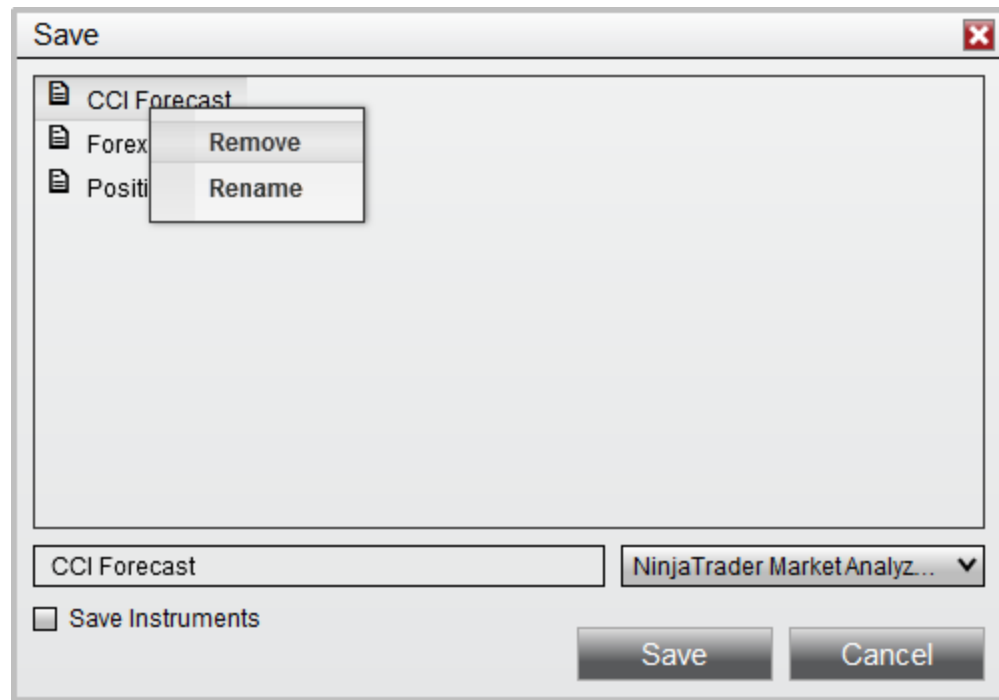 Save
CCI Forecast
Forex
Remove
Positi
Rename
CCI Forecast
NinjaTrader Market Analyz...
Save Instruments
Save
Cancel